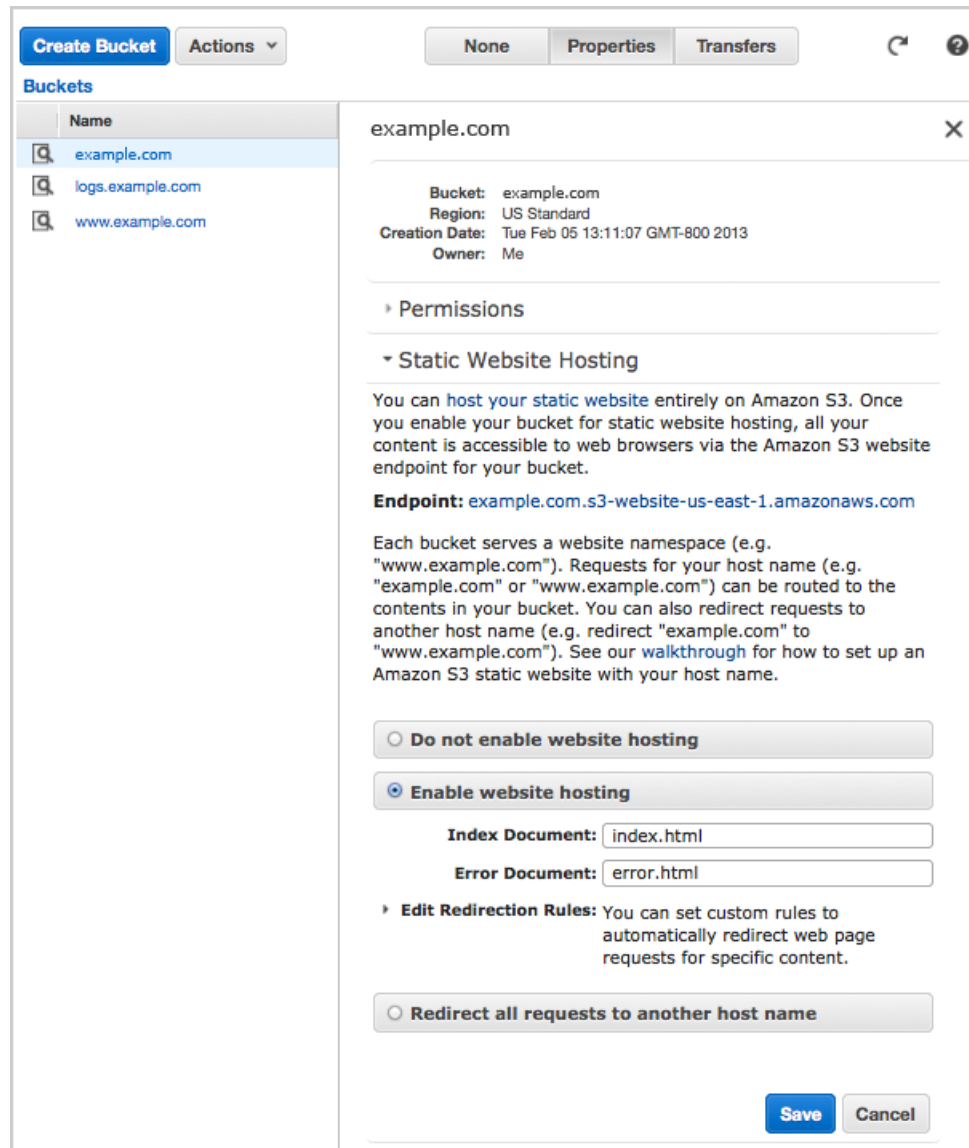 Create Bucket Actions None Properties Transfers
Buckets
Name
example.com
logs.example.com
www.example.com
example.com
Bucket: example.com
Region: US Standard
Creation Date: Tue Feb 05 13:11:07 GMT-800 2013
Owner: Me
Permissions
Static Website Hosting
You can host your static website entirely on Amazon S3. Once
you enable your bucket for static website hosting, all your
content is accessible to web browsers via the Amazon S3 website
endpoint for your bucket.
Endpoint: example.com.s3-website-us-east-1.amazonaws.com
Each bucket serves a website namespace (e.g.
"www.example.com"). Requests for your host name (e.g.
"example.com" or "www.example.com") can be routed to the
contents in your bucket. You can also redirect requests to
another host name (e.g. redirect "example.com" to
"www.example.com"). See our walkthrough for how to set up an
Amazon S3 static website with your host name.
Do not enable website hosting
Enable website hosting
Index Document: index.html
Error Document: error.html
Edit Redirection Rules: You can set custom rules to
automatically redirect web page
requests for specific content.
Redirect all requests to another host name
Save Cancel